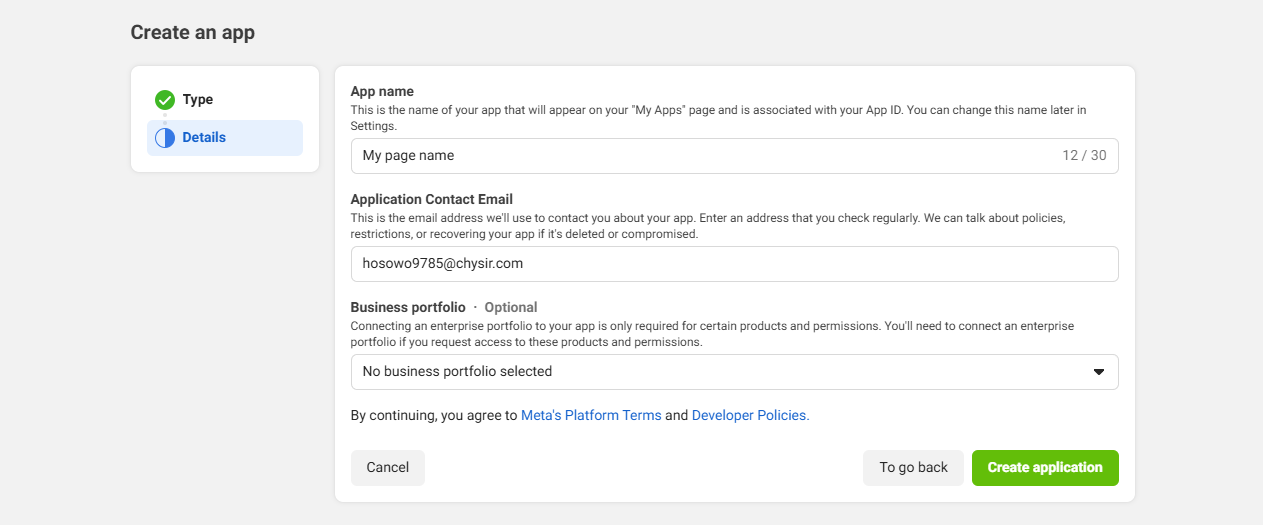 Create an app
Type
Details
App name
This is the name of your app that will appear on your "My Apps" page and is associated with your App ID. You can change this name later in
Settings.
My page name 12 / 30
Application Contact Email
This is the email address we'll use to contact you about your app. Enter an address that you check regularly. We can talk about policies,
restrictions, or recovering your app if it's deleted or compromised.
hosowo9785@chysir.com
Business portfolio · Optional
Connecting an enterprise portfolio to your app is only required for certain products and permissions. You'll need to connect an enterprise
portfolio if you request access to these products and permissions.
No business portfolio selected
By continuing, you agree to Meta's Platform Terms and Developer Policies.
Cancel To go back Create application